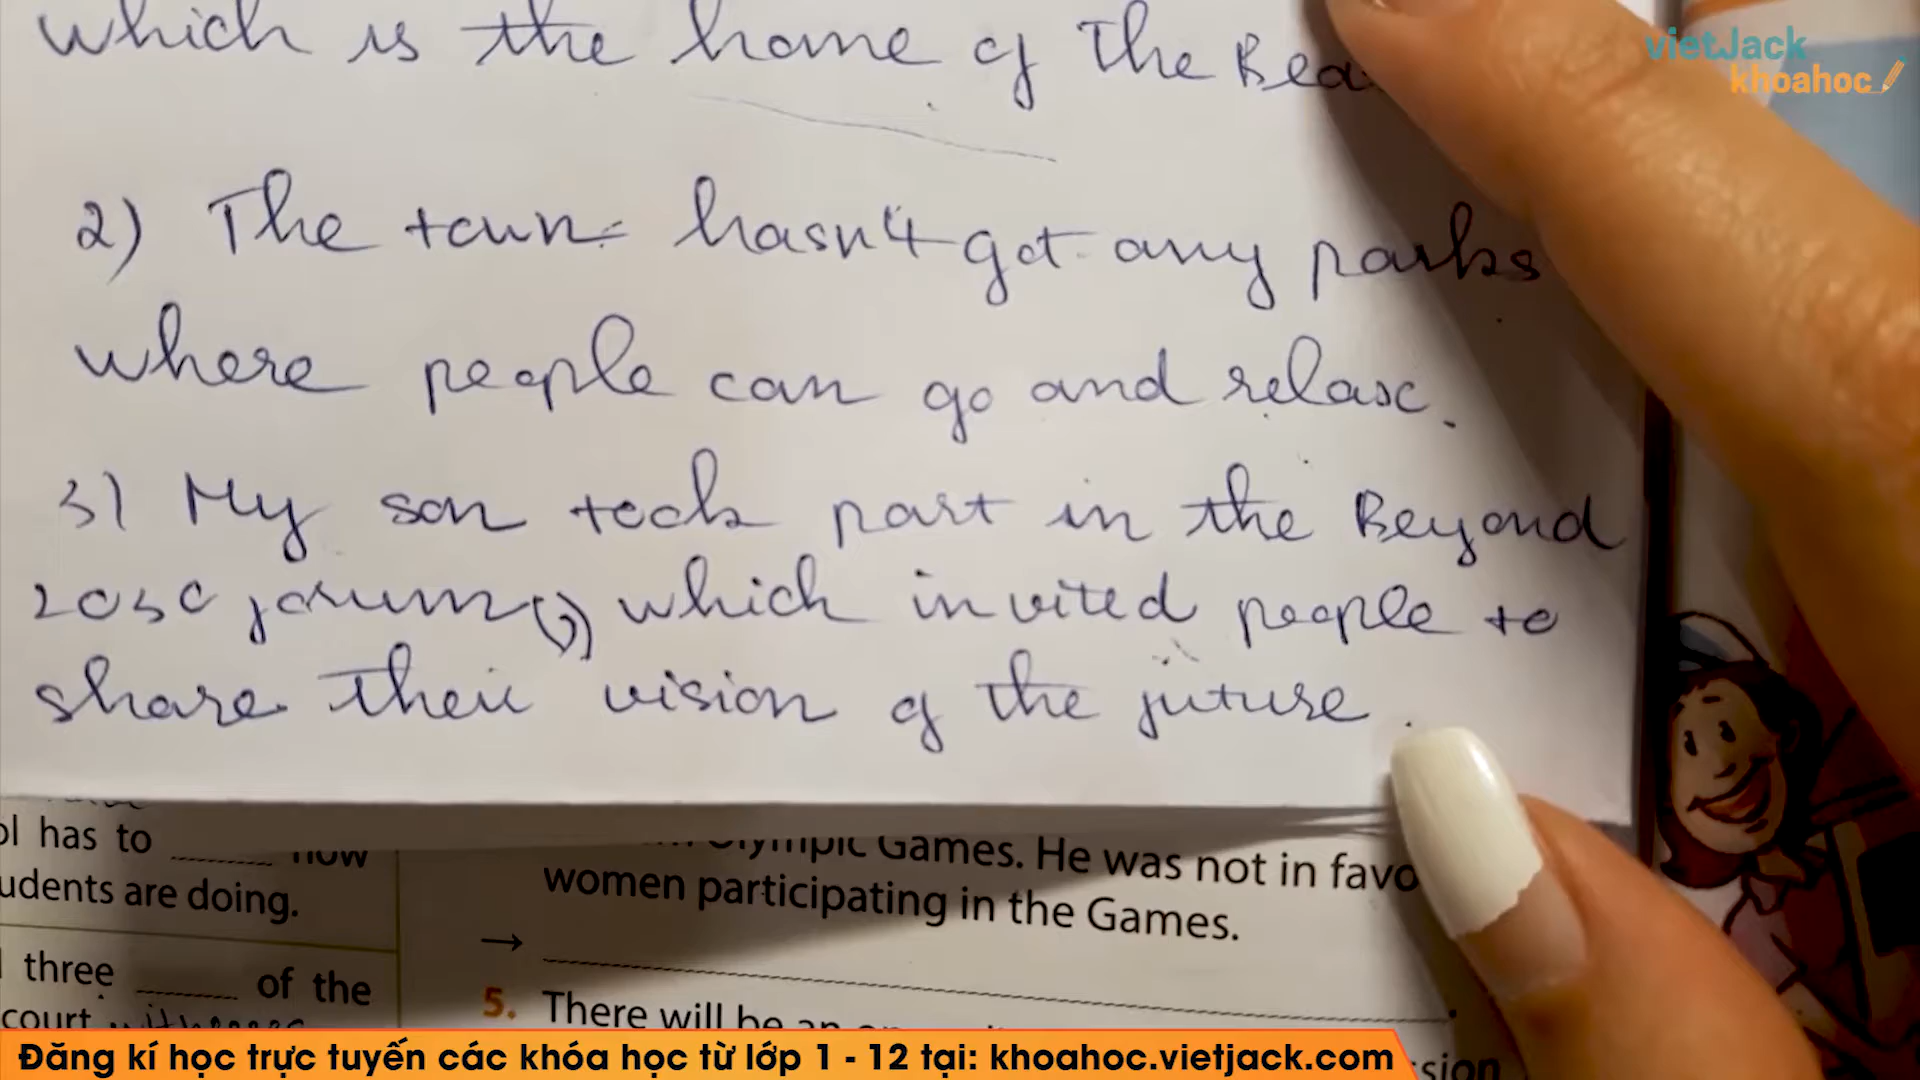 which is the home of The Bea
vietJack
khoahoc
2) The town hasn't got any parks
where people can go and relax.
3) My son took part in the Beyond
2050 forum(,) which invited people to
share their vision of the future.
ol has to ______ now
udents are doing.
three ______ of the
court
Olympic Games. He was not in favo
women participating in the Games.
→
5. There will be an
sion
Đăng kí học trực tuyến các khóa học từ lớp 1 - 12 tại: khoahoc.vietjack.com